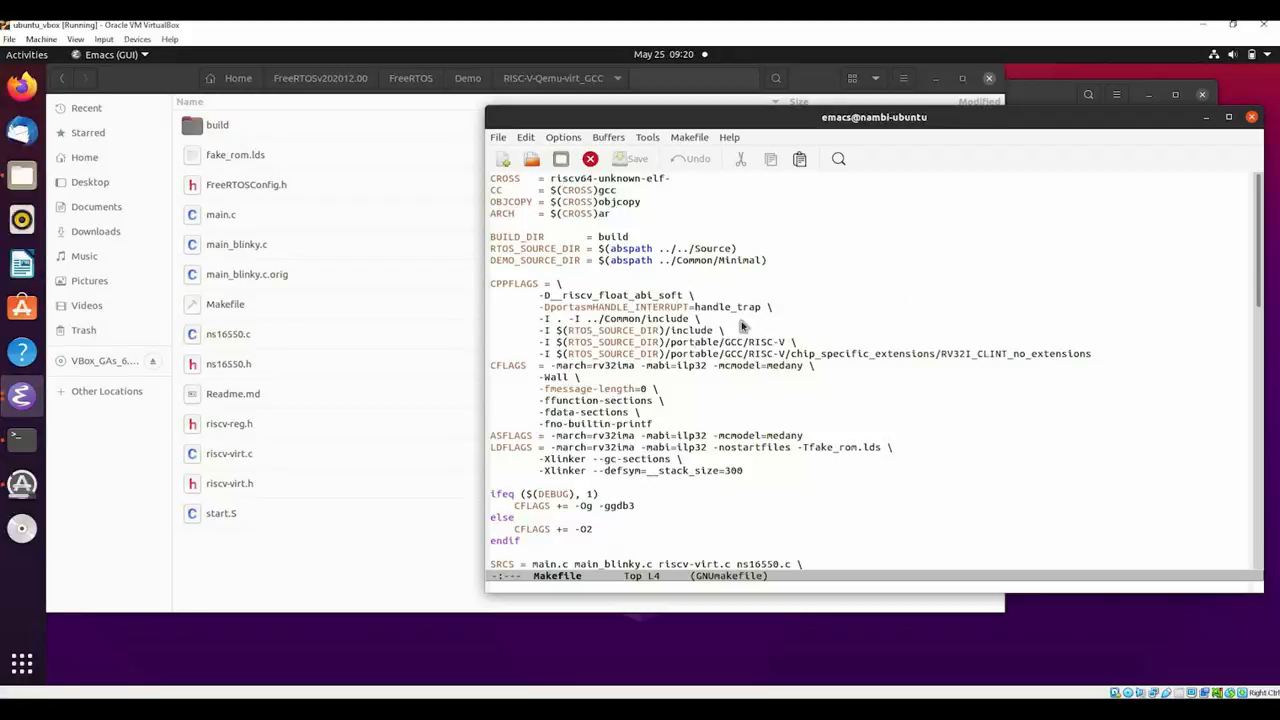 ubuntu_vbox [Running] - Oracle VM VirtualBox
File Machine View Input Devices Help
Activities Emacs (GUI) May 25 09:20
Home FreeRTOSv202012.00 FreeRTOS Demo RISC-V-Qemu-virt_GCC
Recent
Starred
Home
Desktop
Documents
Downloads
Music
Pictures
Videos
Trash
VBox_GAs_6....
Other Locations
Name Size Modified
build
fake_rom.lds
FreeRTOSConfig.h
main.c
main_blinky.c
main_blinky.c.orig
Makefile
ns16550.c
ns16550.h
Readme.md
riscv-reg.h
riscv-virt.c
riscv-virt.h
start.S
emacs@nambi-ubuntu
File Edit Options Buffers Tools Makefile Help
Save Undo
CROSS = riscv64-unknown-elf-
CC = $(CROSS)gcc
OBJCOPY = $(CROSS)objcopy
ARCH = $(CROSS)ar
BUILD_DIR = build
RTOS_SOURCE_DIR = $(abspath ../../Source)
DEMO_SOURCE_DIR = $(abspath ../Common/Minimal)
CPPFLAGS = \
-D__riscv_float_abi_soft \
-DportasmHANDLE_INTERRUPT=handle_trap \
-I . -I ../Common/include \
-I $(RTOS_SOURCE_DIR)/include \
-I $(RTOS_SOURCE_DIR)/portable/GCC/RISC-V \
-I $(RTOS_SOURCE_DIR)/portable/GCC/RISC-V/chip_specific_extensions/RV32I_CLINT_no_extensions
CFLAGS = -march=rv32ima -mabi=ilp32 -mcmodel=medany \
-Wall \
-fmessage-length=0 \
-ffunction-sections \
-fdata-sections \
-fno-builtin-printf
ASFLAGS = -march=rv32ima -mabi=ilp32 -mcmodel=medany
LDFLAGS = -march=rv32ima -mabi=ilp32 -nostartfiles -Tfake_rom.lds \
-Xlinker --gc-sections \
-Xlinker --defsym=__stack_size=300
ifeq ($(DEBUG), 1)
CFLAGS += -Og -ggdb3
else
CFLAGS += -O2
endif
SRCS = main.c main_blinky.c riscv-virt.c ns16550.c \
-:--- Makefile Top L4 (GNUmakefile)
Right Ctrl